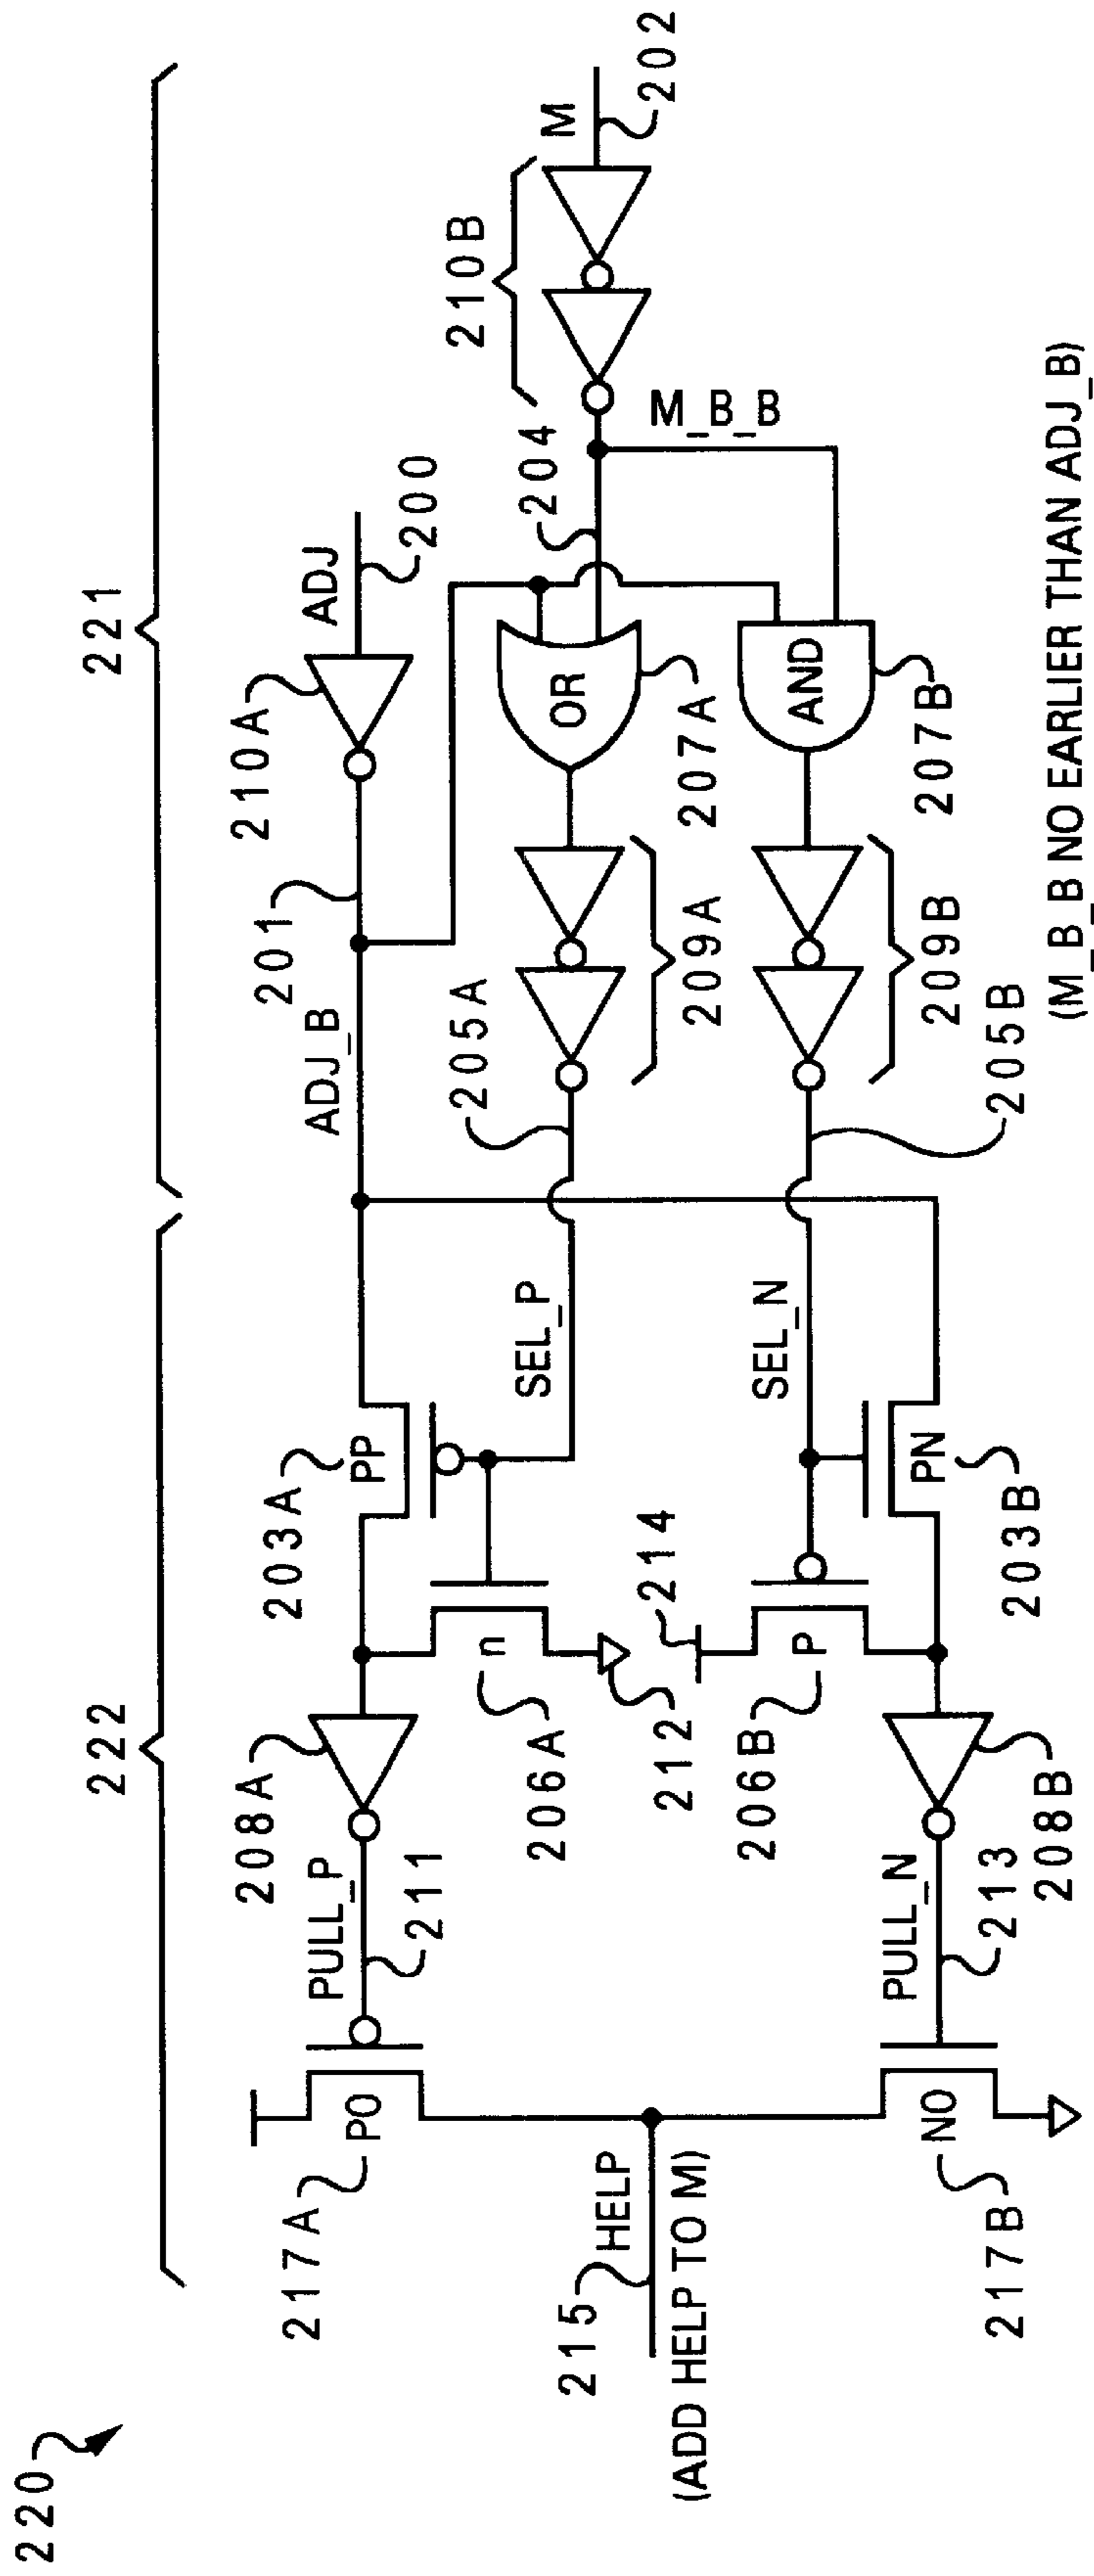 220
222
221
217A
PO
PULL_P
211
208A
203A
PP
n
206A
212
ADJ_B
201
210A
ADJ
200
SEL_P
205A
209A
OR
207A
204
210B
M
202
M_B_B
215
HELP
(ADD HELP TO M)
214
P
206B
SEL_N
205B
209B
AND
207B
217B
NO
PULL_N
213
208B
PN
203B
(M_B_B NO EARLIER THAN ADJ_B)